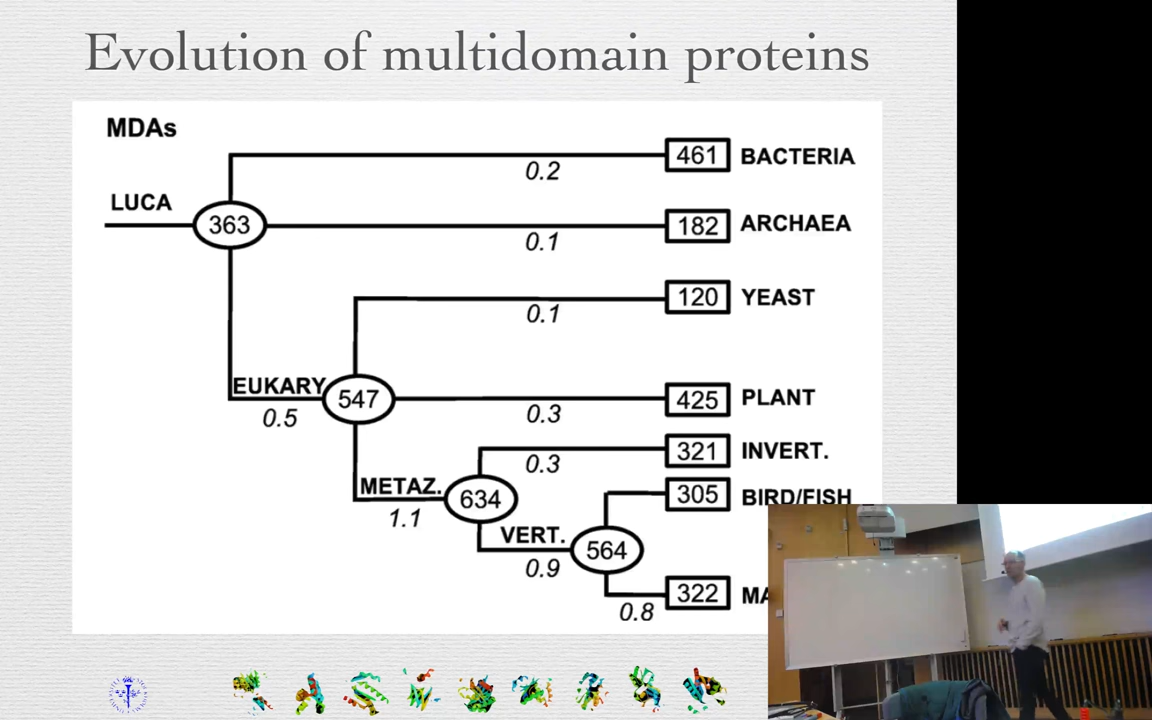 Evolution of multidomain proteins
MDAs
461 BACTERIA
0.2
LUCA
363
182 ARCHAEA
0.1
120 YEAST
0.1
EUKARY
547
0.5
425 PLANT
0.3
321 INVERT.
0.3
METAZ.
634
1.1
305 BIRD/FISH
VERT.
564
0.9
322 MA
0.8